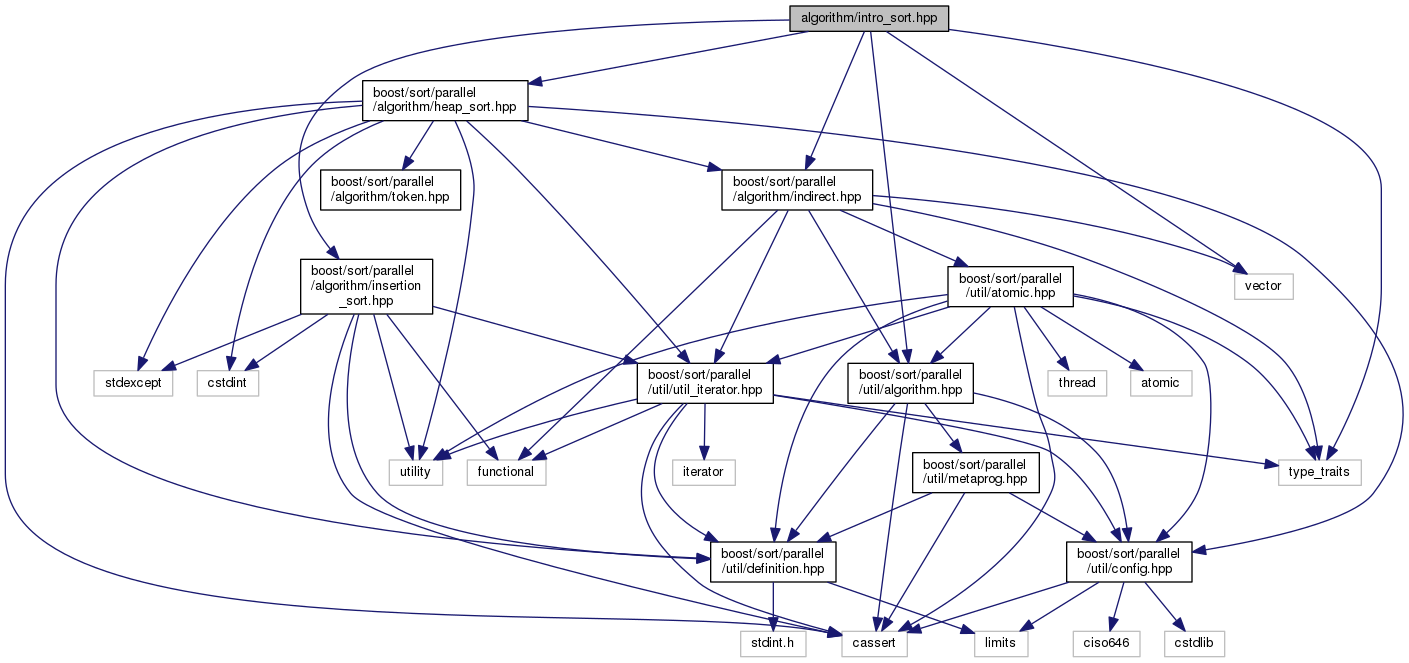 algorithm/intro_sort.hpp
boost/sort/parallel
/algorithm/heap_sort.hpp
boost/sort/parallel
/algorithm/token.hpp
boost/sort/parallel
/algorithm/indirect.hpp
boost/sort/parallel
/algorithm/insertion
_sort.hpp
boost/sort/parallel
/util/atomic.hpp
vector
stdexcept
cstdint
boost/sort/parallel
/util/util_iterator.hpp
boost/sort/parallel
/util/algorithm.hpp
thread
atomic
utility
functional
iterator
boost/sort/parallel
/util/metaprog.hpp
type_traits
boost/sort/parallel
/util/definition.hpp
boost/sort/parallel
/util/config.hpp
stdint.h
cassert
limits
ciso646
cstdlib